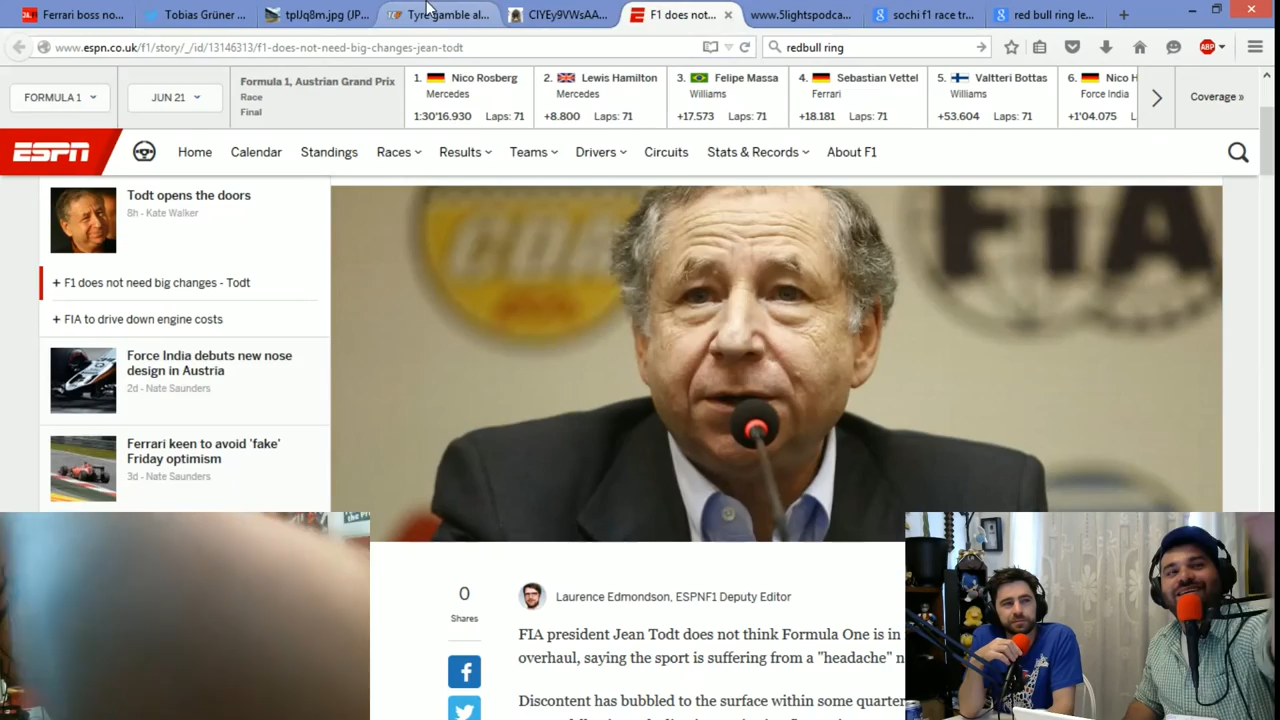 Ferrari boss not so...
Tobias Grüner ...
tpUq8m.jpg (JP...
Tyre gamble al...
CIYEy9VWsAA...
F1 does not...
www.5lightspodca...
sochi f1 race tr...
red bull ring le...
www.espn.co.uk/f1/story/_/id/13146313/f1-does-not-need-big-changes-jean-todt
redbull ring
ABP
FORMULA 1
JUN 21
Formula 1, Austrian Grand Prix
Race
Final
1. Nico Rosberg
Mercedes
1:30'16.930 Laps: 71
2. Lewis Hamilton
Mercedes
+8.800 Laps: 71
3. Felipe Massa
Williams
+17.573 Laps: 71
4. Sebastian Vettel
Ferrari
+18.181 Laps: 71
5. Valtteri Bottas
Williams
+53.604 Laps: 71
6. Nico H
Force India
+1'04.075 L
Coverage »
ESPN
Home
Calendar
Standings
Races
Results
Teams
Drivers
Circuits
Stats & Records
About F1
Todt opens the doors
8h - Kate Walker
+ F1 does not need big changes - Todt
+ FIA to drive down engine costs
Force India debuts new nose
design in Austria
2d - Nate Saunders
Ferrari keen to avoid 'fake'
Friday optimism
3d - Nate Saunders
FIA
0
Shares
Laurence Edmondson, ESPNF1 Deputy Editor
FIA president Jean Todt does not think Formula One is in
overhaul, saying the sport is suffering from a "headache" n
Discontent has bubbled to the surface within some quarter